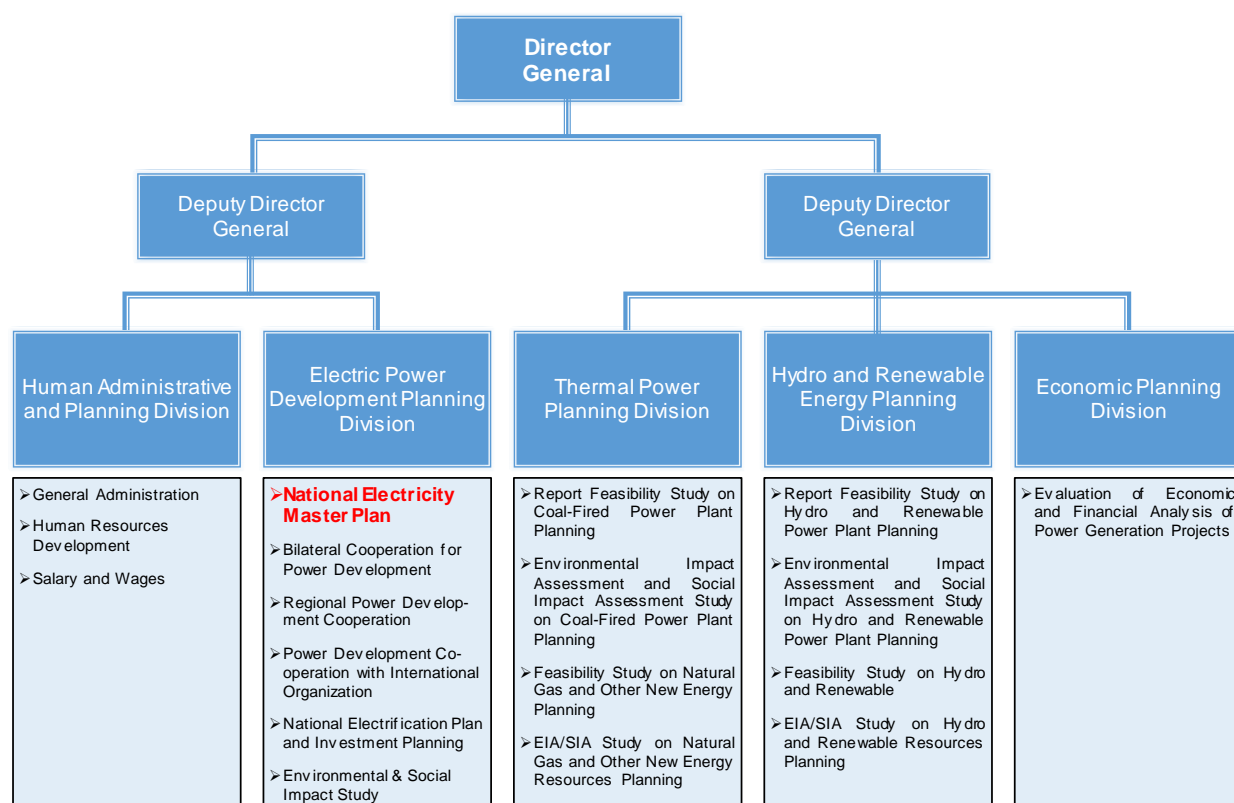 Director
General
Deputy Director
General
Deputy Director
General
Human Administrative
and Planning Division
Electric Power
Development Planning
Division
Thermal Power
Planning Division
Hydro and Renewable
Energy Planning
Division
Economic Planning
Division
➢General Administration
➢Human Resources
Development
➢Salary and Wages
➢National Electricity
Master Plan
➢Bilateral Cooperation for
Power Development
➢Regional Power Develop-
ment Cooperation
➢Power Development Co-
operation with International
Organization
➢National Electrification Plan
and Investment Planning
➢Environmental & Social
Impact Study
➢Report Feasibility Study on
Coal-Fired Power Plant
Planning
➢Environmental Impact
Assessment and Social
Impact Assessment Study
on Coal-Fired Power Plant
Planning
➢Feasibility Study on Natural
Gas and Other New Energy
Planning
➢EIA/SIA Study on Natural
Gas and Other New Energy
Resources Planning
➢Report Feasibility Study on
Hydro and Renewable
Power Plant Planning
➢Environmental Impact
Assessment and Social
Impact Assessment Study
on Hydro and Renewable
Power Plant Planning
➢Feasibility Study on Hydro
and Renewable
➢EIA/SIA Study on Hydro
and Renewable Resources
Planning
➢Evaluation of Economic
and Financial Analysis of
Power Generation Projects